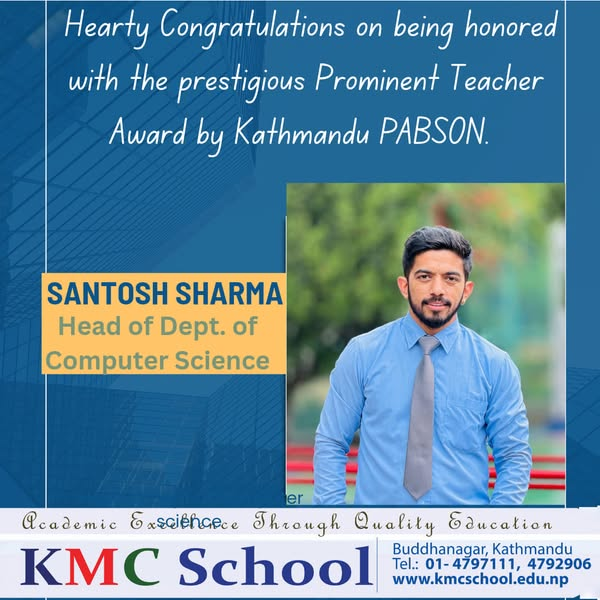 Hearty Congratulations on being honored
with the prestigious Prominent Teacher
Award by Kathmandu PABSON.
SANTOSH SHARMA
Head of Dept. of
Computer Science
er
science
Academic Excellence Through Quality Education
KMC School
Buddhanagar, Kathmandu
Tel.: 01- 4797111, 4792906
www.kmcschool.edu.np